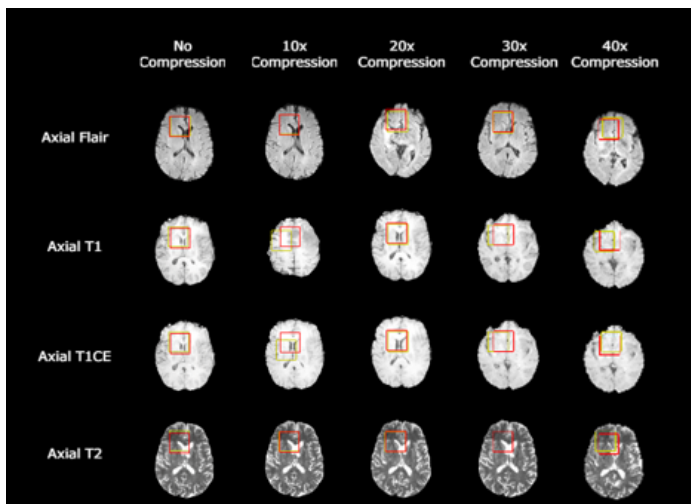 No Compression
10x Compression
20x Compression
30x Compression
40x Compression
Axial Flair
Axial T1
Axial T1CE
Axial T2